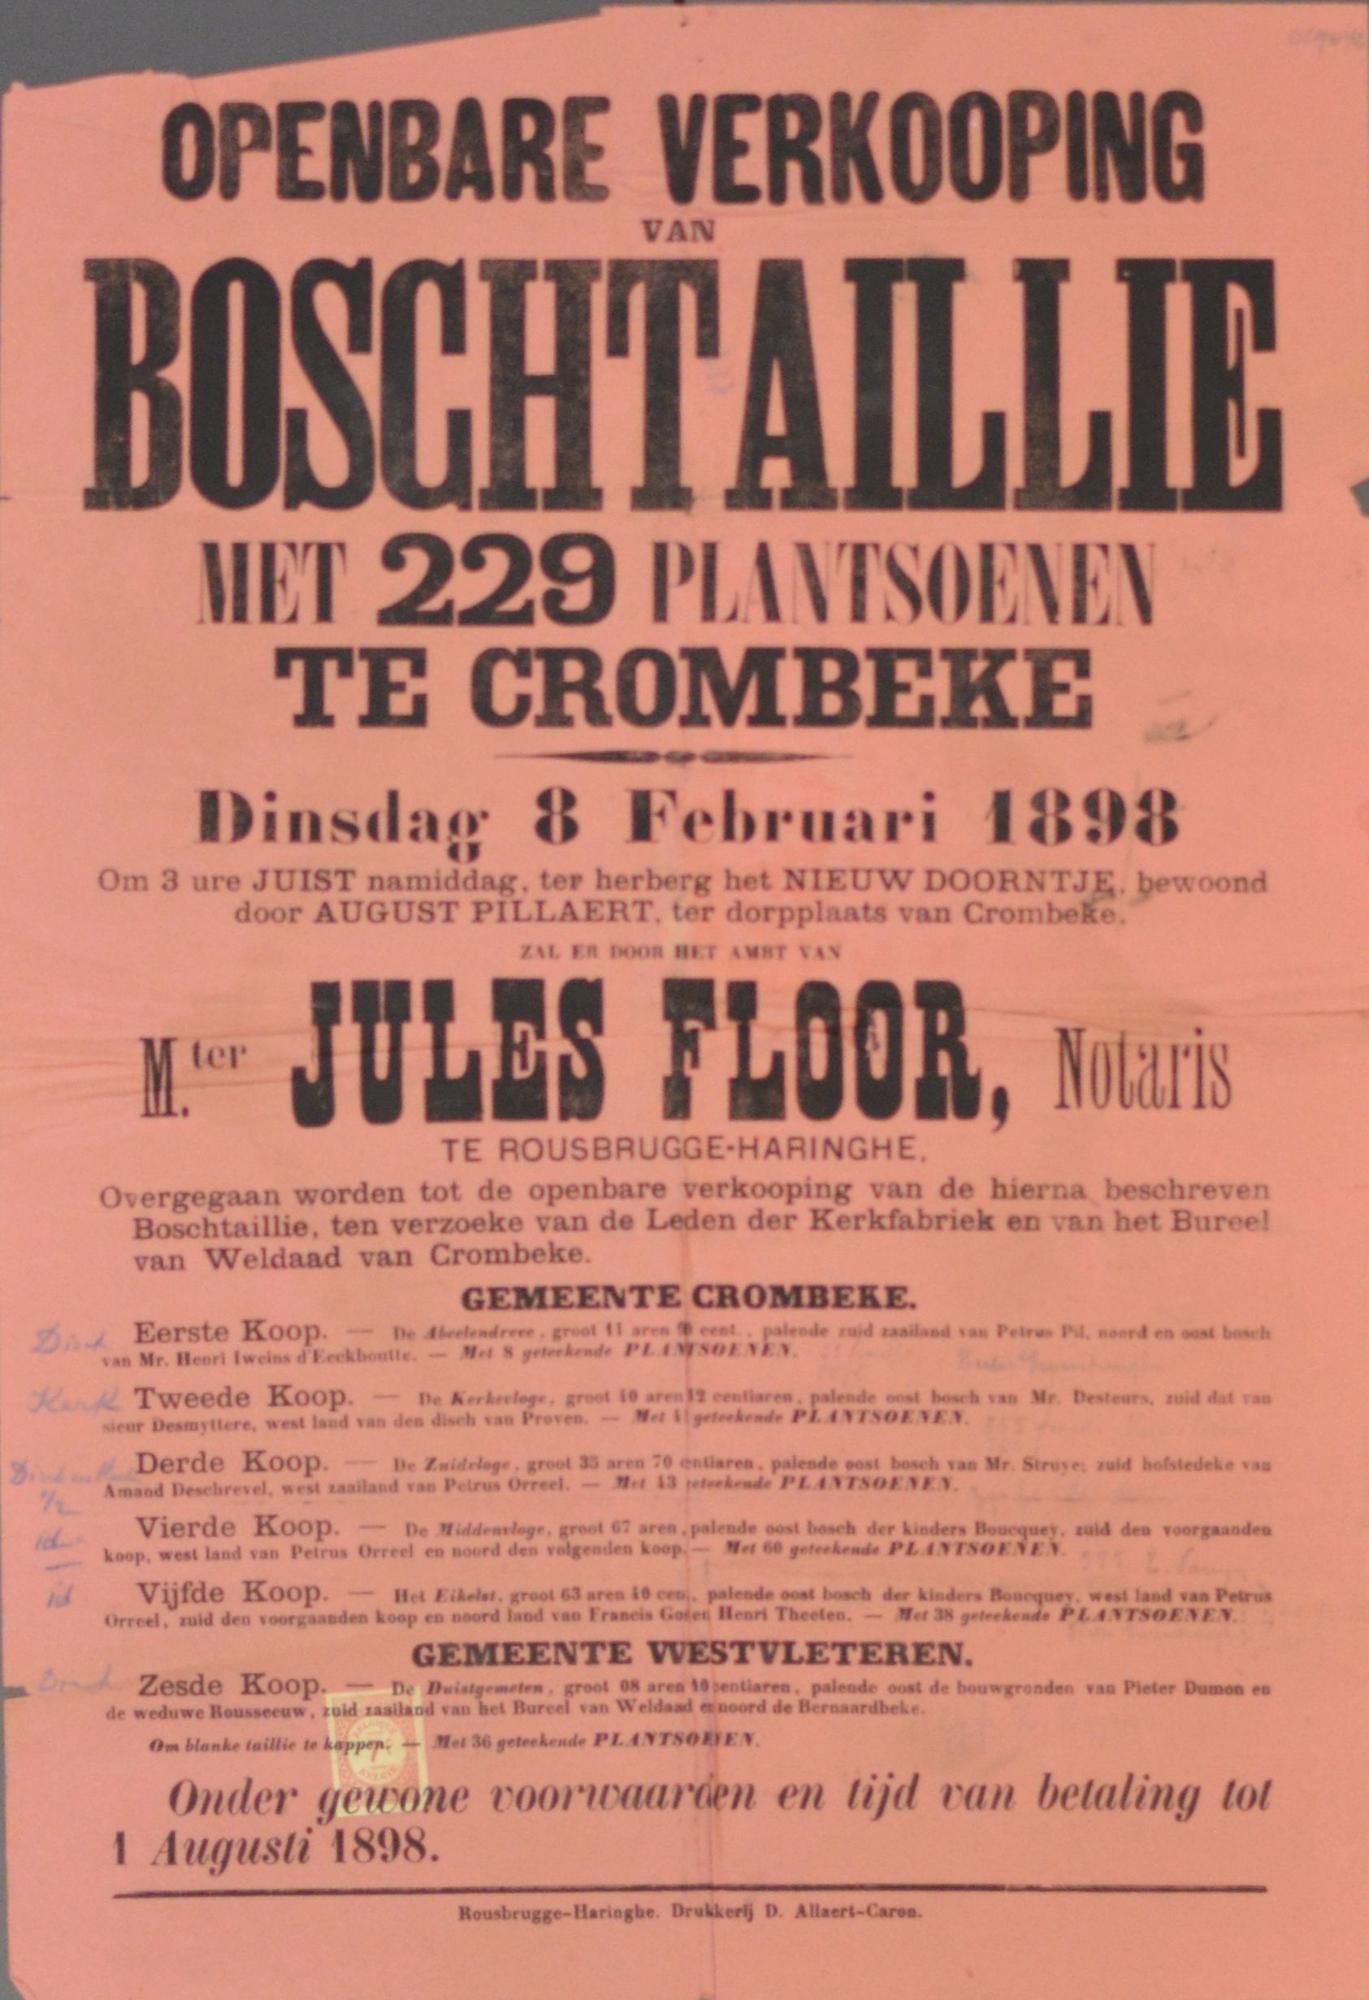 OPENBARE VERKOOPING
VAN
BOSCHTAILLIE
MET 229 PLANTSOENEN
TE CROMBEKE
Dinsdag 8 Februari 1898
Om 3 ure JUIST namiddag, ter herberg het NIEUW DOORNTJE, bewoond
door AUGUST PILLAERT, ter dorpplaats van Crombeke.
ZAL ER DOOR HET AMBT VAN
M.ter JULES FLOOR, Notaris
TE ROUSBRUGGE-HARINGHE,
Overgegaan worden tot de openbare verkooping van de hierna beschreven
Boschtaillie, ten verzoeke van de Leden der Kerkfabriek en van het Bureel
van Weldaad van Crombeke.
GEMEENTE CROMBEKE.
Eerste Koop. — De Abeelendreve, groot 11 aren cent., palende zuid zaailand van Petrus Pil, noord en oost bosch
van Mr. Henri Iweins d'Eeckhoutte. — Met 8 geteekende PLANTSOENEN.
Kerk Tweede Koop. — De Kerkevloge, groot 40 aren 12 centiaren, palende oost bosch van Mr. Desteurs, zuid dat van
sieur Desmyttere, west land van den disch van Proven. — Met geteekende PLANTSOENEN.
Derde Koop. — De Zuidvloge, groot 35 aren 70 centiaren, palende oost bosch van Mr. Struye, zuid hofstedeke van
Amand Deschrevel, west zaailand van Petrus Orreel. — Met 43 geteekende PLANTSOENEN.
id Vierde Koop. — De Middenvloge, groot 67 aren, palende oost bosch der kinders Boucquey, zuid den voorgaanden
koop, west land van Petrus Orreel en noord den volgenden koop. — Met 60 geteekende PLANTSOENEN.
id Vijfde Koop. — Het Eikelst, groot 63 aren 40 cen., palende oost bosch der kinders Boucquey, west land van Petrus
Orreel, zuid den voorgaanden koop en noord land van Francis Gosen Henri Theeten. — Met 38 geteekende PLANTSOENEN.
GEMEENTE WESTVLETEREN.
Zesde Koop. — De Duistgemeten, groot 08 aren 10 centiaren, palende oost de bouwgronden van Pieter Dumon en
de weduwe Rousseeuw, zuid zaailand van het Bureel van Weldaad en noord de Bernaardbeke.
Om blanke taillie te kappen. — Met 36 geteekende PLANTSOENEN.
Onder gewone voorwaarden en tijd van betaling tot
1 Augusti 1898.
Rousbrugge-Haringhe. Drukkerij D. Allaert-Caron.